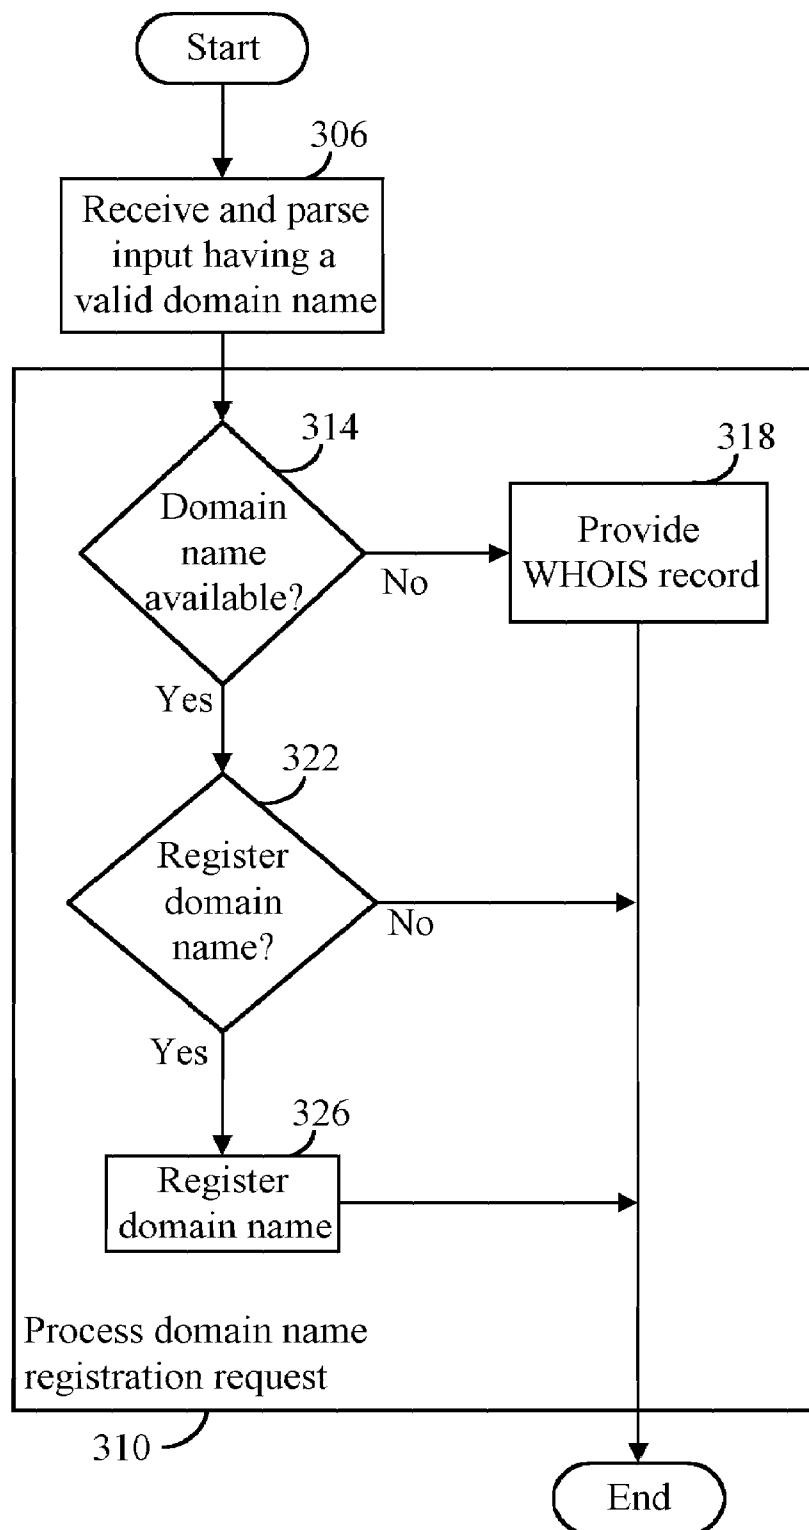 Start
306
Receive and parse
input having a
valid domain name
314
318
Domain
name
available?
No
Provide
WHOIS record
Yes
322
Register
domain
name?
No
Yes
326
Register
domain name
Process domain name
registration request
310
End